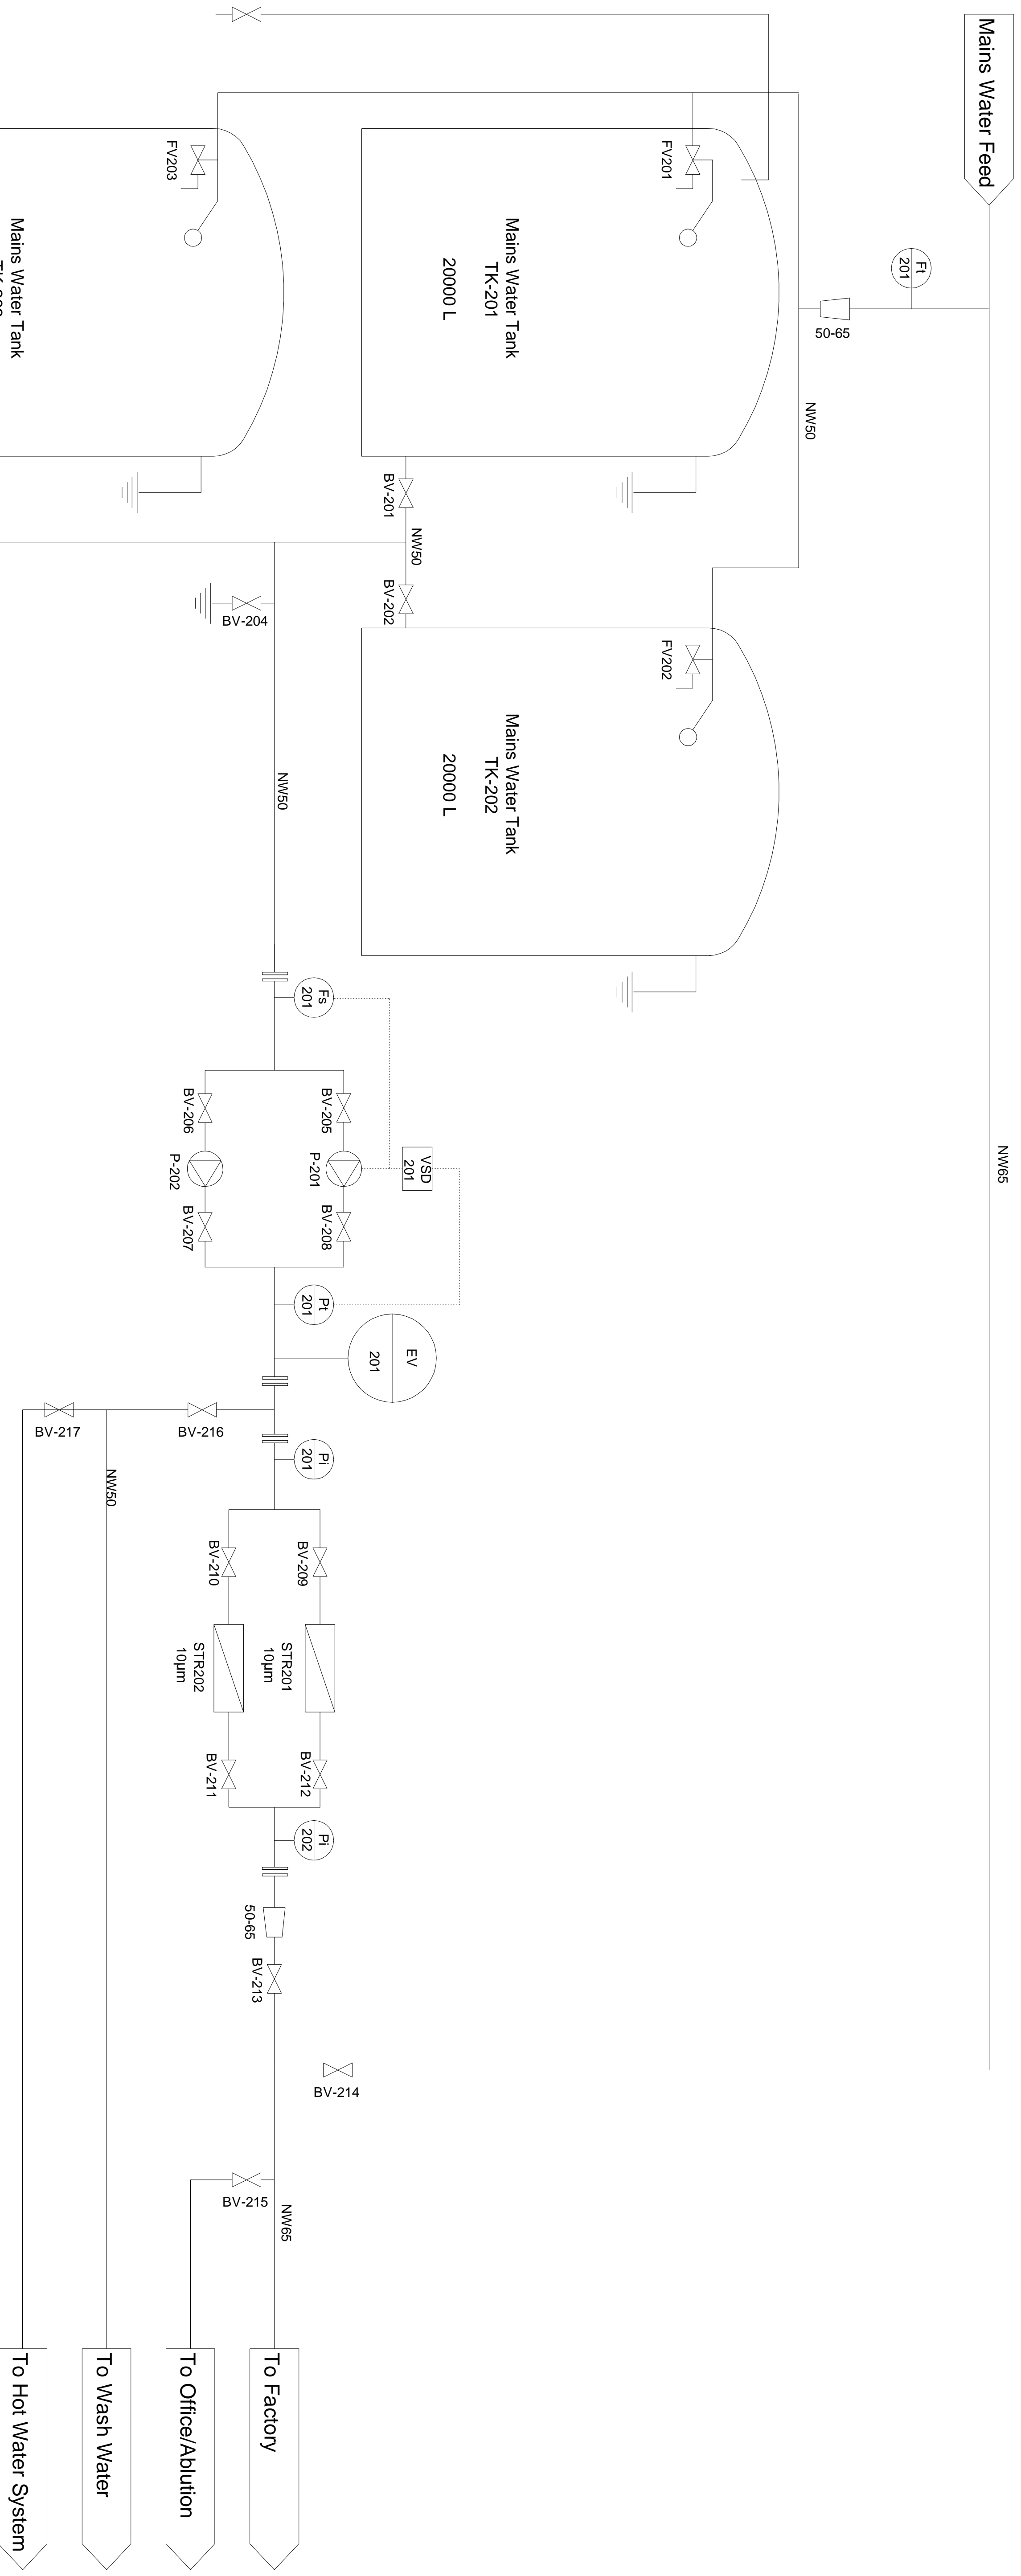 Mains Water Feed
Ft
201
50-65
NW50
NW65
FV201
Mains Water Tank
TK-201
20000 L
FV202
Mains Water Tank
TK-202
20000 L
FV203
Mains Water Tank
BV-201
NW50
BV-202
BV-204
NW50
Fs
201
BV-205
P-201
BV-208
VSD
201
BV-206
P-202
BV-207
Pt
201
EV
201
BV-216
BV-217
NW50
Pi
201
BV-209
STR201
10µm
BV-212
BV-210
STR202
10µm
BV-211
Pi
202
50-65
BV-213
BV-214
BV-215
NW65
To Factory
To Office/Ablution
To Wash Water
To Hot Water System